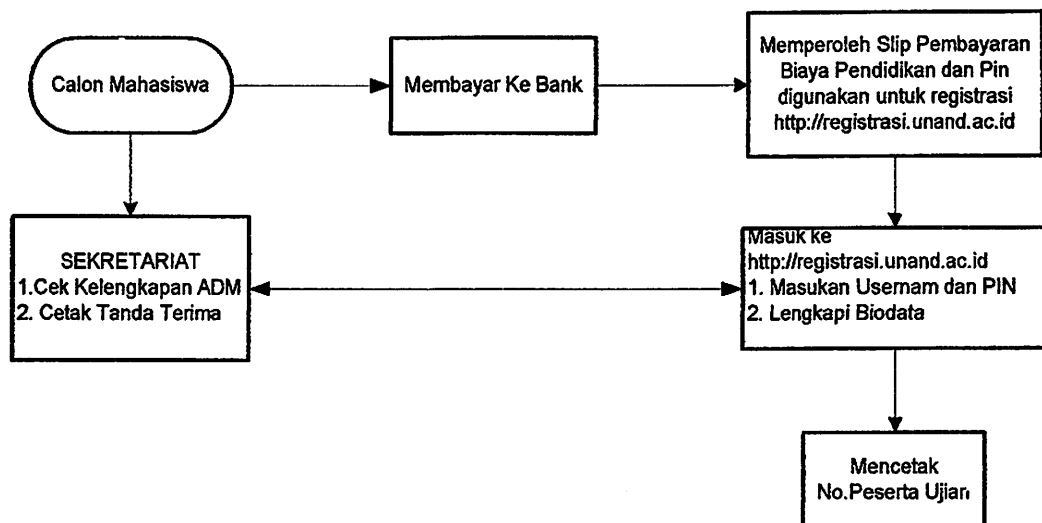 Calon Mahasiswa
Membayar Ke Bank
Memperoleh Slip Pembayaran
Biaya Pendidikan dan Pin
digunakan untuk registrasi
http://registrasi.unand.ac.id
SEKRETARIAT
1.Cek Kelengkapan ADM
2. Cetak Tanda Terima
Masuk ke
http://registrasi.unand.ac.id
1. Masukan Usernam dan PIN
2. Lengkapi Biodata
Mencetak
No.Peserta Ujian